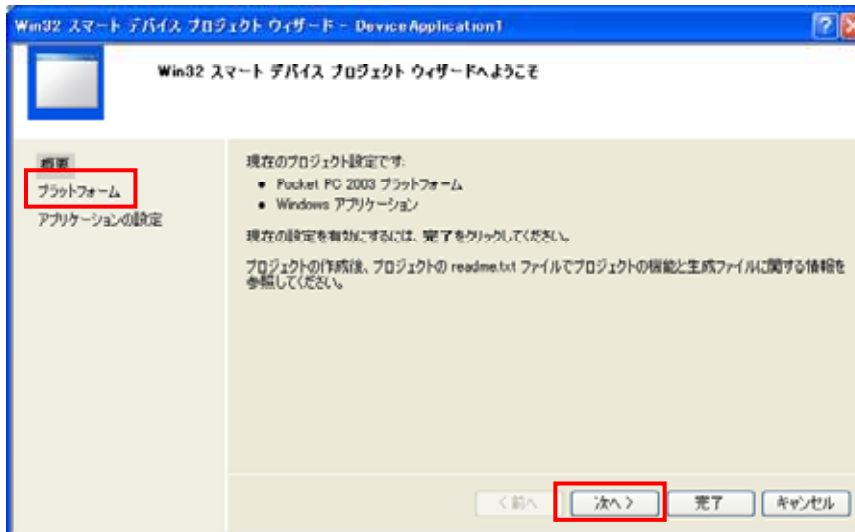 Win32 スマート デバイス プロジェクト ウィザード - DeviceApplication1
Win32 スマート デバイス プロジェクト ウィザードへようこそ
概要
プラットフォーム
アプリケーションの設定
現在のプロジェクト設定です:
• Pocket PC 2003 プラットフォーム
• Windows アプリケーション
現在の設定を有効にするには、完了をクリックしてください。
プロジェクトの作成後、プロジェクトの readme.txt ファイルでプロジェクトの機能と生成ファイルに関する情報を
参照してください。
< 前へ
次へ >
完了
キャンセル